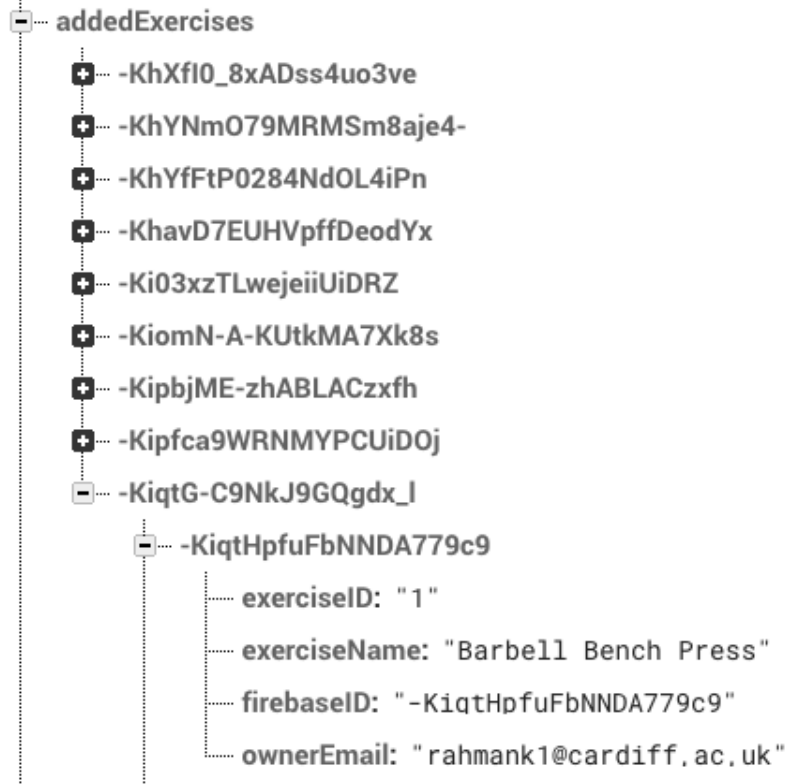 addedExercises
-KhXfI0_8xADss4uo3ve
-KhYNmO79MRMSm8aje4-
-KhYfFtP0284NdOL4iPn
-KhavD7EUHVpffDeodYx
-Ki03xzTLwejeiiUiDRZ
-KiomN-A-KUtkMA7Xk8s
-KipbjME-zhABLACzxfh
-Kipfca9WRNMYPCUiDOj
-KiqtG-C9NkJ9GQgdx_l
-KiqtHpfuFbNNDA779c9
exerciseID: "1"
exerciseName: "Barbell Bench Press"
firebaseID: "-KiqtHpfuFbNNDA779c9"
ownerEmail: "rahmank1@cardiff,ac,uk"